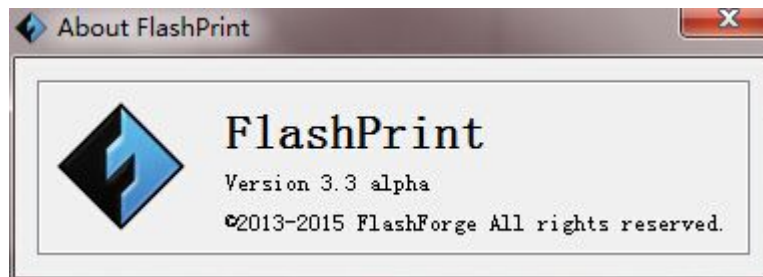 About FlashPrint
FlashPrint
Version 3.3 alpha
©2013-2015 FlashForge All rights reserved.